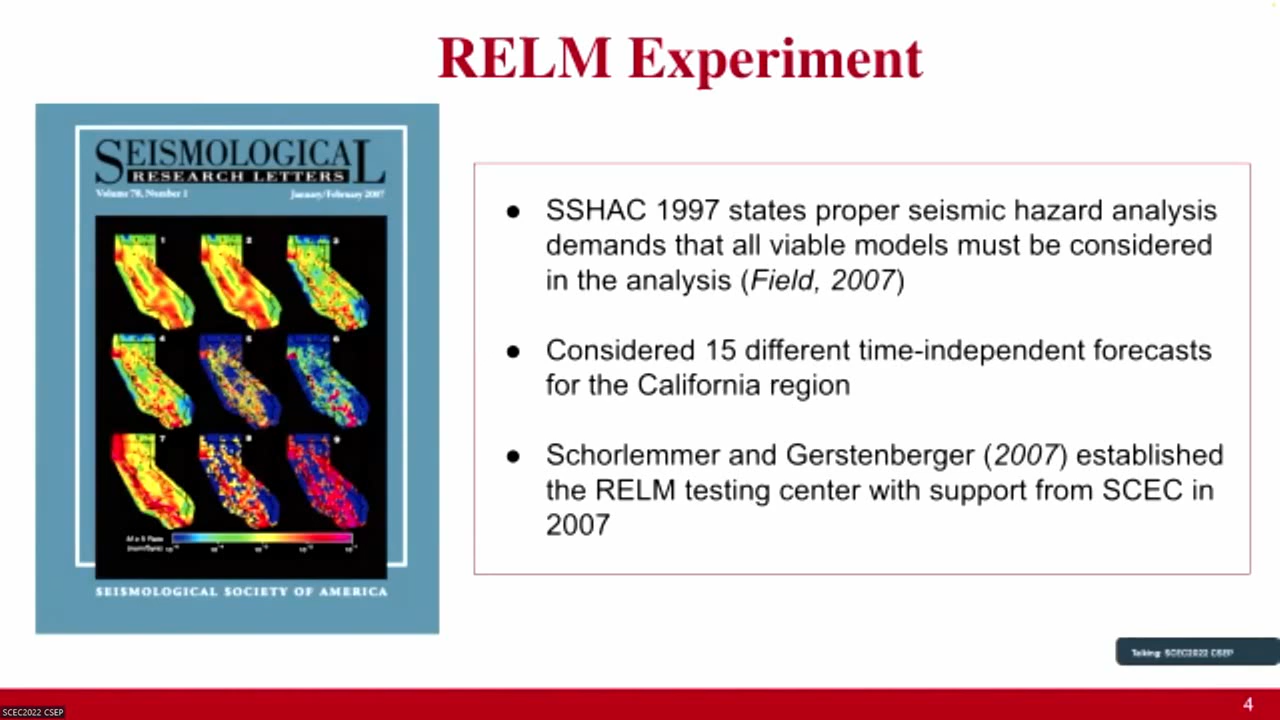 RELM Experiment
SEISMOLOGICAL
RESEARCH LETTERS
Volume 78, Number 1
January/February 2007
1
2
3
4
5
6
7
8
9
SEISMOLOGICAL SOCIETY OF AMERICA
● SSHAC 1997 states proper seismic hazard analysis
demands that all viable models must be considered
in the analysis (Field, 2007)
● Considered 15 different time-independent forecasts
for the California region
● Schorlemmer and Gerstenberger (2007) established
the RELM testing center with support from SCEC in
2007
Talking: SCEC2022 CSEP
SCEC2022 CSEP
4